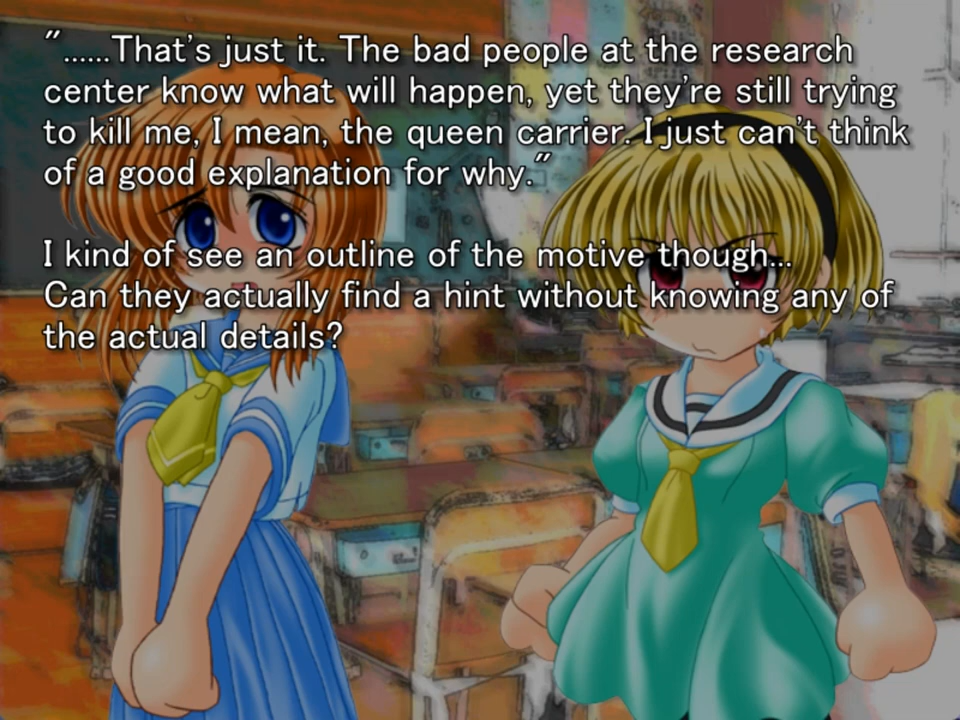 "......That's just it. The bad people at the research
center know what will happen, yet they're still trying
to kill me, I mean, the queen carrier. I just can't think
of a good explanation for why."
I kind of see an outline of the motive though...
Can they actually find a hint without knowing any of
the actual details?